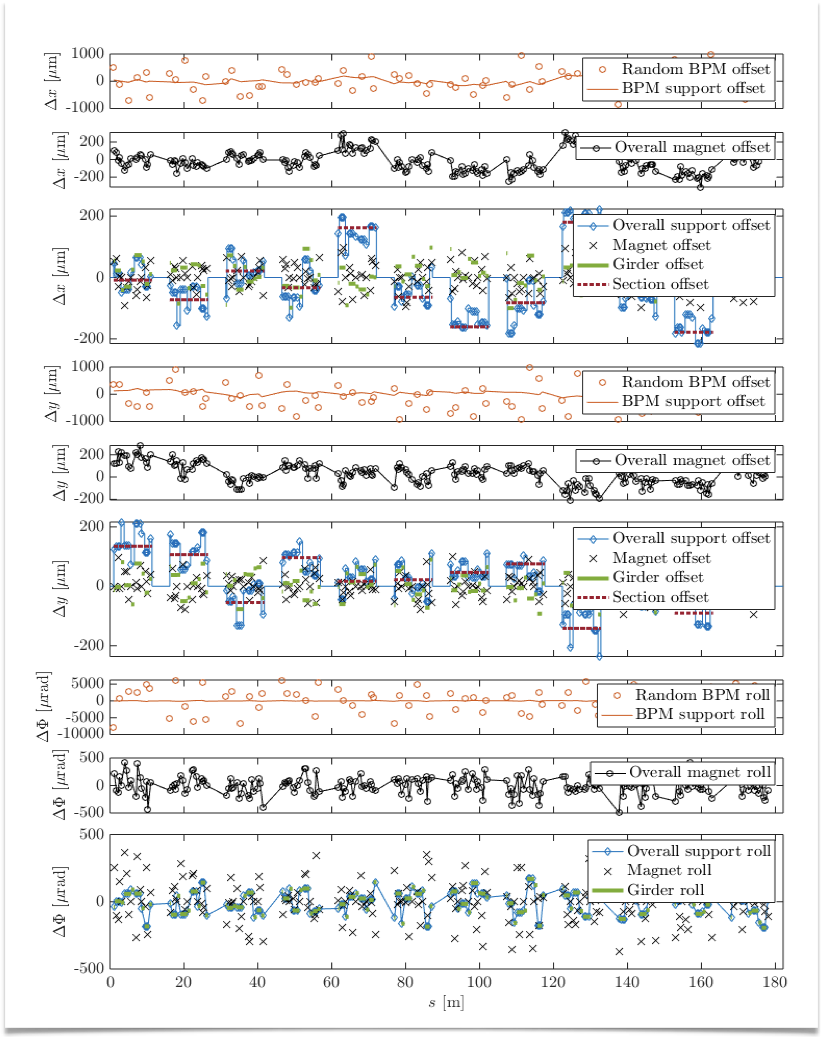 1000
0
-1000
Δx [μm]
Random BPM offset
BPM support offset
200
0
-200
Δx [μm]
Overall magnet offset
200
0
-200
Δx [μm]
Overall support offset
Magnet offset
Girder offset
Section offset
1000
0
-1000
Δy [μm]
Random BPM offset
BPM support offset
200
0
-200
Δy [μm]
Overall magnet offset
200
0
-200
Δy [μm]
Overall support offset
Magnet offset
Girder offset
Section offset
5000
0
-5000
-10000
ΔΦ [μrad]
Random BPM roll
BPM support roll
500
0
-500
ΔΦ [μrad]
Overall magnet roll
500
0
-500
ΔΦ [μrad]
Overall support roll
Magnet roll
Girder roll
0 20 40 60 80 100 120 140 160 180
s [m]